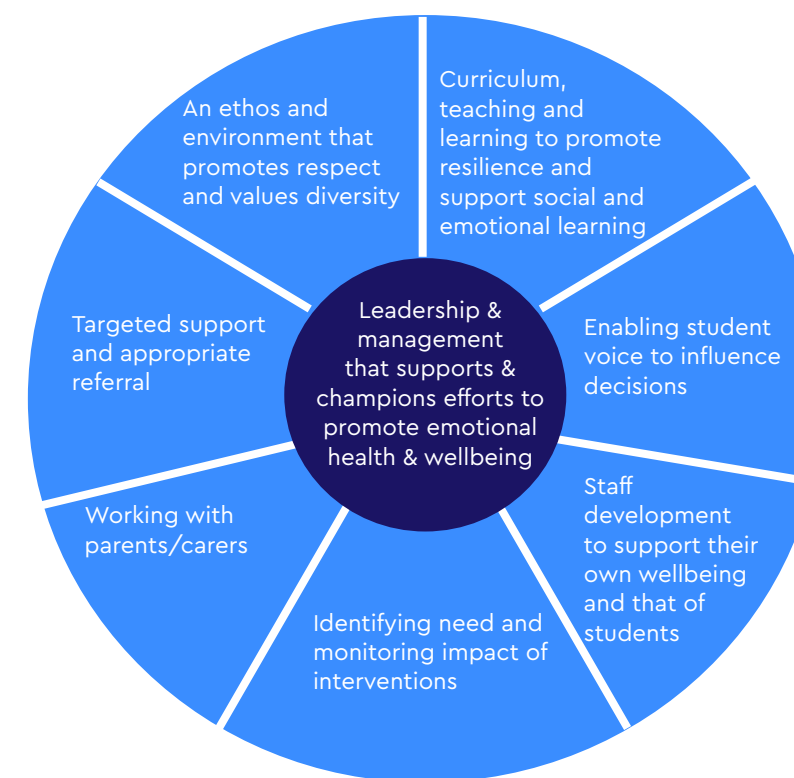 An ethos and
environment that
promotes respect
and values diversity
Curriculum,
teaching and
learning to promote
resilience and
support social and
emotional learning
Enabling student
voice to influence
decisions
Staff
development
to support their
own wellbeing
and that of
students
Identifying need and
monitoring impact of
interventions
Working with
parents/carers
Targeted support
and appropriate
referral
Leadership &
management
that supports &
champions efforts to
promote emotional
health & wellbeing